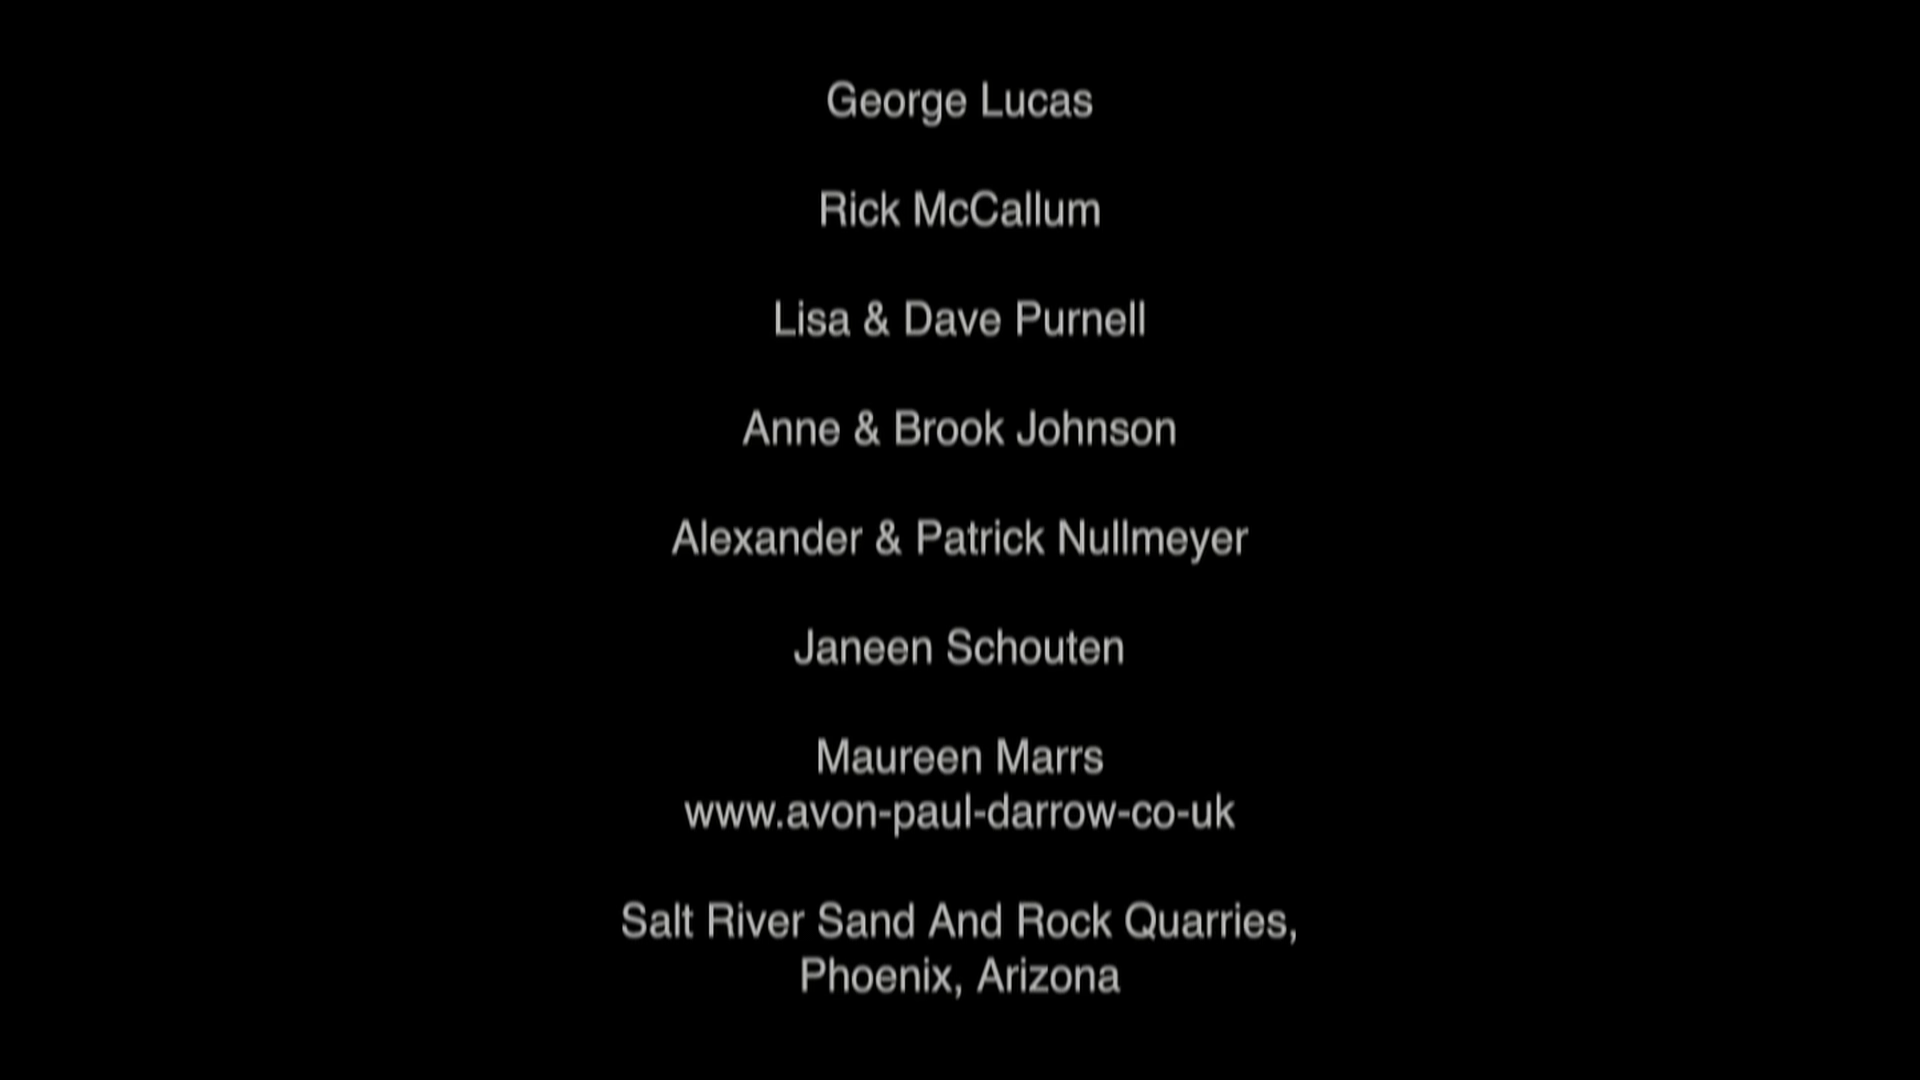 George Lucas
Rick McCallum
Lisa & Dave Purnell
Anne & Brook Johnson
Alexander & Patrick Nullmeyer
Janeen Schouten
Maureen Marrs
www.avon-paul-darrow-co-uk
Salt River Sand And Rock Quarries,
Phoenix, Arizona